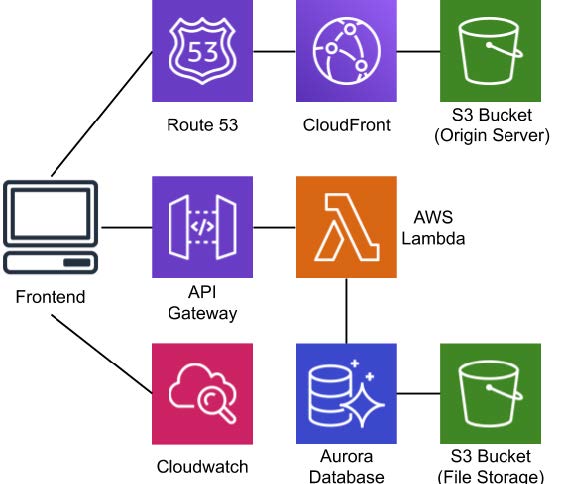 53
Route 53
CloudFront
S3 Bucket
(Origin Server)
</>
AWS
Lambda
Frontend
API
Gateway
Cloudwatch
Aurora
Database
S3 Bucket
(File Storage)